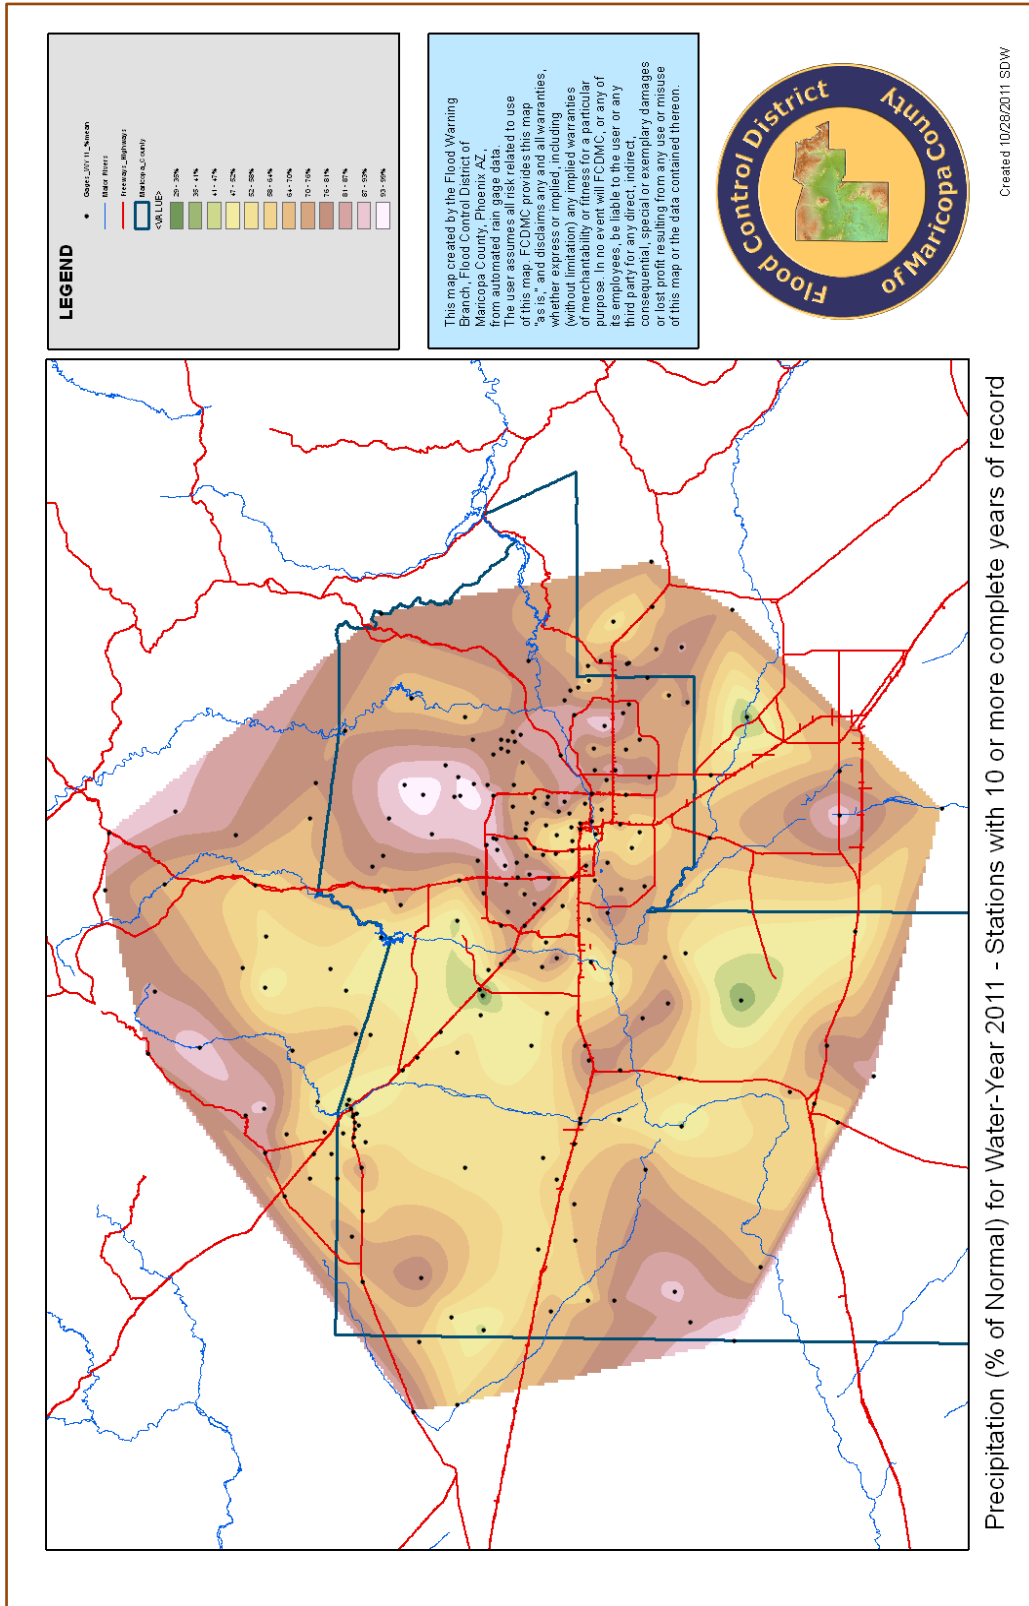 LEGEND
Gages_WY11_%mean
Major Rivers
Freeways_Highways
Maricopa_County
<VALUE>
29 - 35%
36 - 41%
41 - 47%
47 - 52%
52 - 58%
58 - 64%
64 - 70%
70 - 76%
76 - 81%
81 - 87%
87 - 93%
93 - 99%
This map created by the Flood Warning
Branch, Flood Control District of
Maricopa County, Phoenix AZ,
from automated rain gage data.
The user assumes all risk related to use
of this map. FCDMC provides this map
"as is," and disclaims any and all warranties,
whether express or implied, including
(without limitation) any implied warranties
of merchantability or fitness for a particular
purpose. In no event will FCDMC, or any of
its employees, be liable to the user or any
third party for any direct, indirect,
consequential, special or exemplary damages
or lost profit resulting from any use or misuse
of this map or the data contained thereon.
Flood Control District
of Maricopa County
Precipitation (% of Normal) for Water-Year 2011 - Stations with 10 or more complete years of record
Created 10/28/2011 SDW